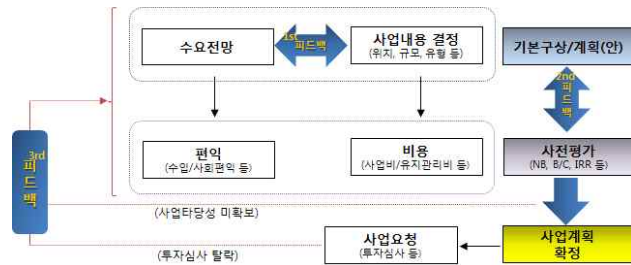 수요전망
1st
피드백
사업내용 결정
(위치, 규모, 유형 등)
기본구상/계획(안)
2nd
피드백
편익
(수입/사회편익 등)
비용
(사업비/유지관리비 등)
사전평가
(NB, B/C, IRR 등)
3rd
피드백
(사업타당성 미확보)
(투자심사 탈락)
사업요청
(투자심사 등)
사업계획
확정